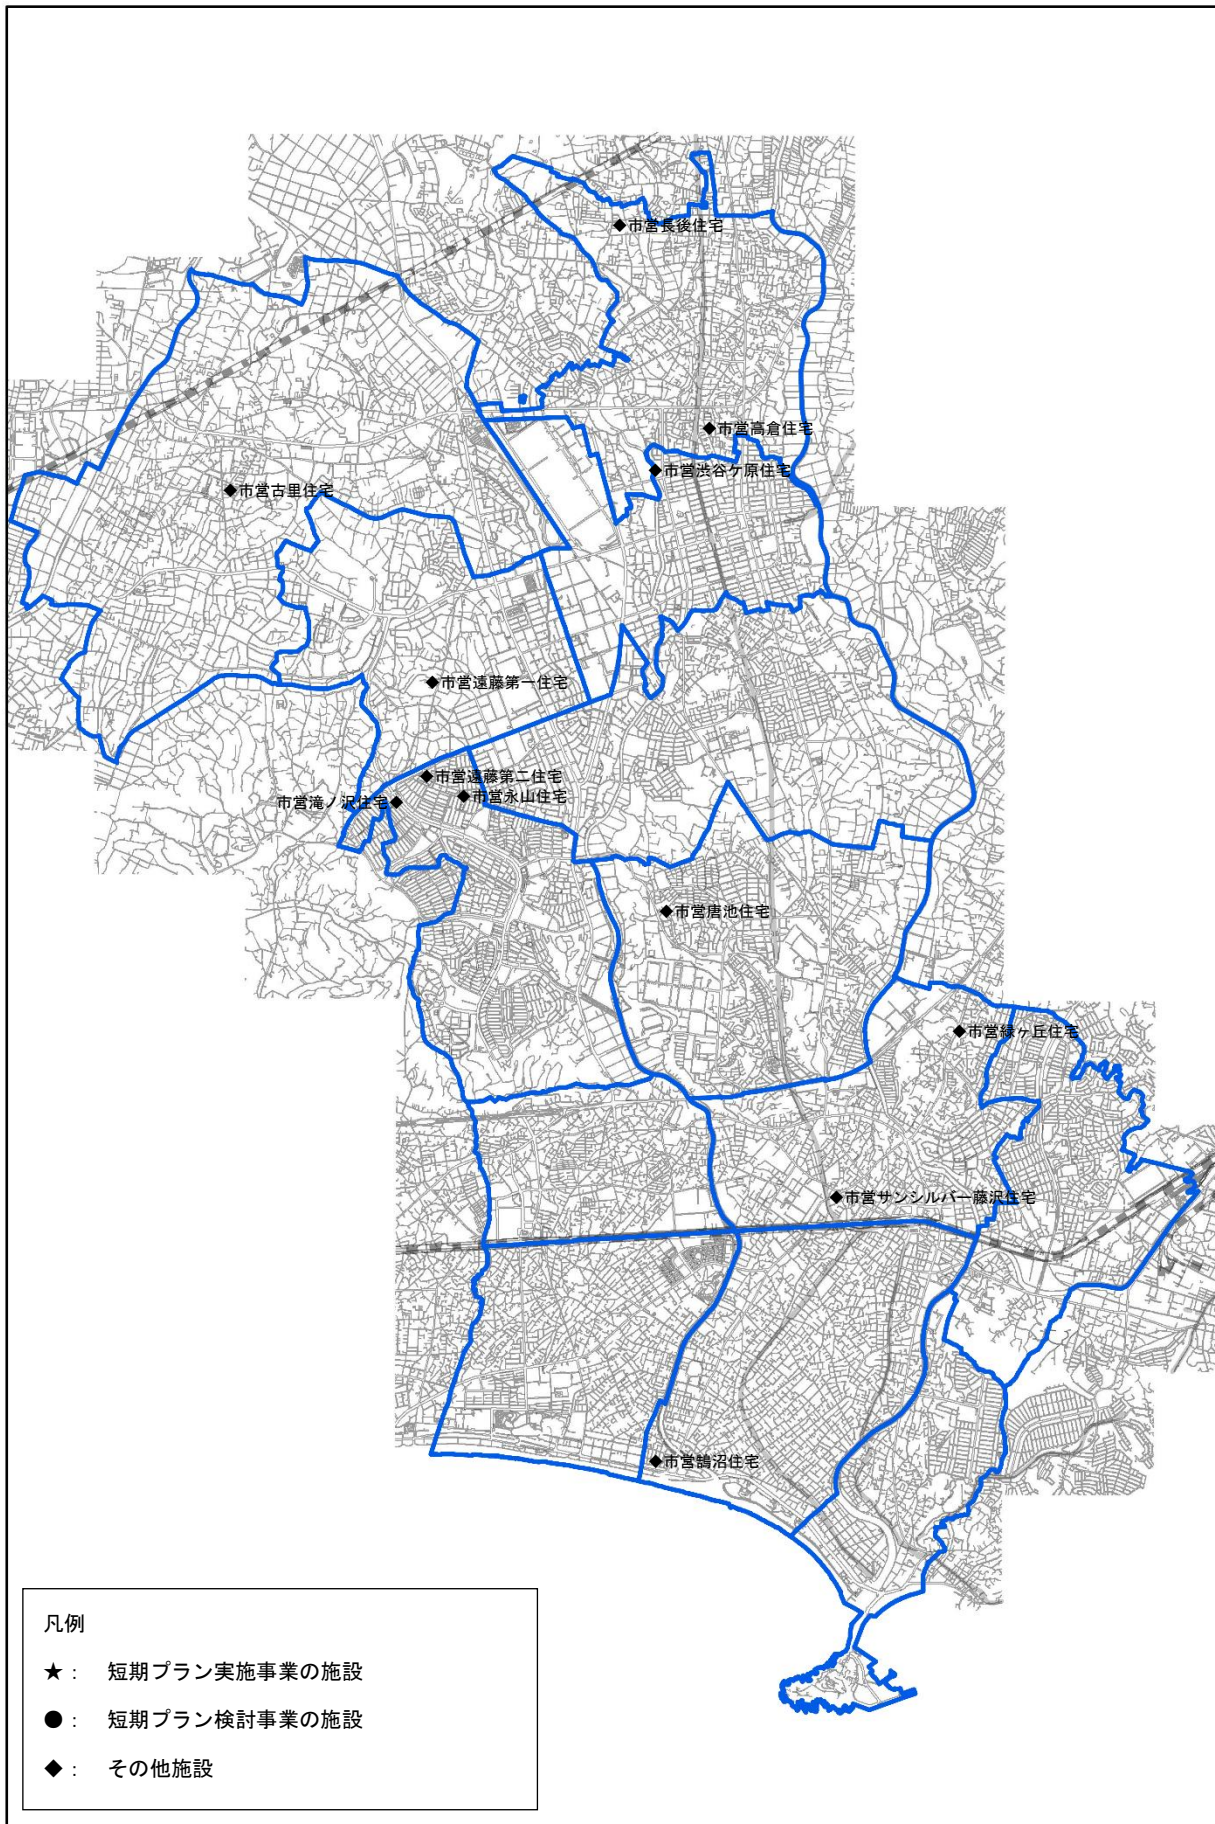 ◆市営長後住宅
◆市営高倉住宅
◆市営渋谷ケ原住宅
◆市営古里住宅
◆市営遠藤第一住宅
◆市営遠藤第二住宅
◆市営永山住宅
市営滝ノ沢住宅◆
◆市営唐池住宅
◆市営緑ヶ丘住宅
◆市営サンシルバー藤沢住宅
◆市営鵠沼住宅
凡例
★： 短期プラン実施事業の施設
●： 短期プラン検討事業の施設
◆： その他施設